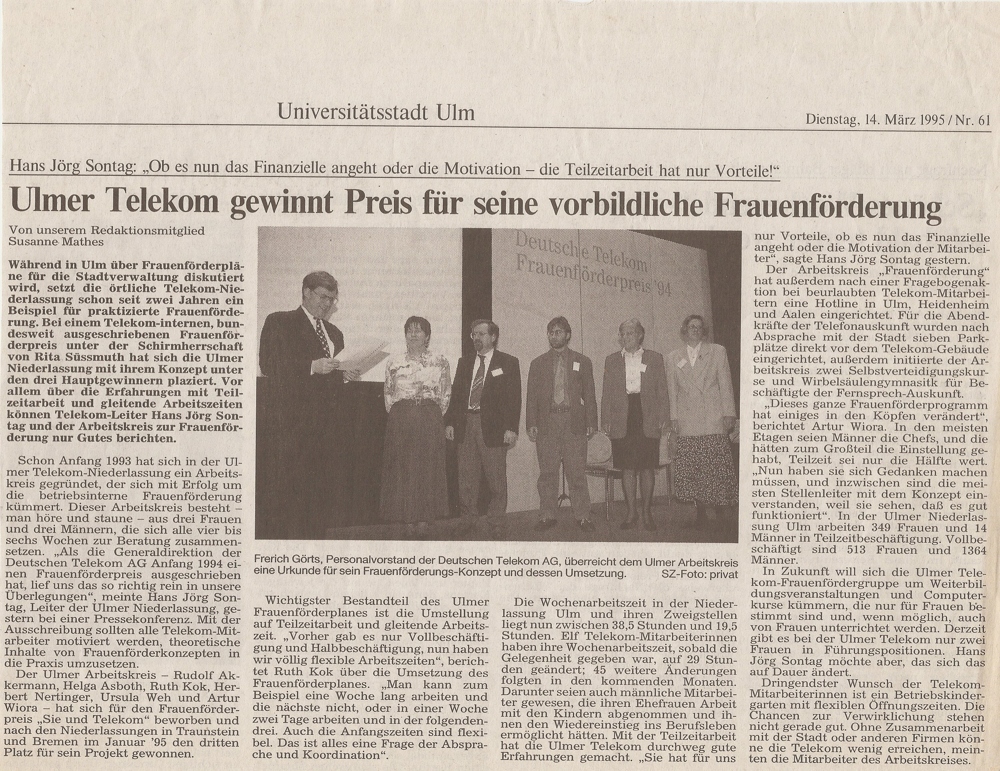 Universitätsstadt Ulm
Dienstag, 14. März 1995 / Nr. 61
Hans Jörg Sontag: „Ob es nun das Finanzielle angeht oder die Motivation – die Teilzeitarbeit hat nur Vorteile!“
Ulmer Telekom gewinnt Preis für seine vorbildliche Frauenförderung
Von unserem Redaktionsmitglied
Susanne Mathes
Während in Ulm über Frauenförderplä-
ne für die Stadtverwaltung diskutiert
wird, setzt die örtliche Telekom-Nie-
derlassung schon seit zwei Jahren ein
Beispiel für praktizierte Frauenförde-
rung. Bei einem Telekom-internen, bun-
desweit ausgeschriebenen Frauenför-
derpreis unter der Schirmherrschaft
von Rita Süssmuth hat sich die Ulmer
Niederlassung mit ihrem Konzept unter
den drei Hauptgewinnern plaziert. Vor
allem über die Erfahrungen mit Teil-
zeitarbeit und gleitende Arbeitszeiten
können Telekom-Leiter Hans Jörg Son-
tag und der Arbeitskreis zur Frauenför-
derung nur Gutes berichten.
Schon Anfang 1993 hat sich in der Ul-
mer Telekom-Niederlassung ein Arbeits-
kreis gegründet, der sich mit Erfolg um
die betriebsinterne Frauenförderung
kümmert. Dieser Arbeitskreis besteht –
man höre und staune – aus drei Frauen
und drei Männern, die sich alle vier bis
sechs Wochen zur Beratung zusammen-
setzen. „Als die Generaldirektion der
Deutschen Telekom AG Anfang 1994 ei-
nen Frauenförderpreis ausgeschrieben
hat, lief uns das so richtig rein in unsere
Überlegungen“, meinte Hans Jörg Son-
tag, Leiter der Ulmer Niederlassung, ge-
stern bei einer Pressekonferenz. Mit der
Ausschreibung sollten alle Telekom-Mit-
arbeiter motiviert werden, theoretische
Inhalte von Frauenförderkonzepten in
die Praxis umzusetzen.
Der Ulmer Arbeitskreis – Rudolf Ak-
kermann, Helga Asboth, Ruth Kok, Her-
bert Nertinger, Ursula Weh und Artur
Wiora – hat sich für den Frauenförder-
preis „Sie und Telekom“ beworben und
nach den Niederlassungen in Traunstein
und Bremen im Januar ’95 den dritten
Platz für sein Projekt gewonnen.
Deutsche Telekom
Frauenförderpreis ’94
Frerich Görts, Personalvorstand der Deutschen Telekom AG, überreicht dem Ulmer Arbeitskreis
eine Urkunde für sein Frauenförderungs-Konzept und dessen Umsetzung. SZ-Foto: privat
Wichtigster Bestandteil des Ulmer
Frauenförderplanes ist die Umstellung
auf Teilzeitarbeit und gleitende Arbeits-
zeit. „Vorher gab es nur Vollbeschäfti-
gung und Halbbeschäftigung, nun haben
wir völlig flexible Arbeitszeiten“, berich-
tet Ruth Kok über die Umsetzung des
Frauenförderplanes. „Man kann zum
Beispiel eine Woche lang arbeiten und
die nächste nicht, oder in einer Woche
zwei Tage arbeiten und in der folgenden-
drei. Auch die Anfangszeiten sind flexi-
bel. Das ist alles eine Frage der Abspra-
che und Koordination“.
Die Wochenarbeitszeit in der Nieder-
lassung Ulm und ihren Zweigstellen
liegt nun zwischen 38,5 Stunden und 19,5
Stunden. Elf Telekom-Mitarbeiterinnen
haben ihre Wochenarbeitszeit, sobald die
Gelegenheit gegeben war, auf 29 Stun-
den geändert; 45 weitere Änderungen
folgten in den kommenden Monaten.
Darunter seien auch männliche Mitarbei-
ter gewesen, die ihren Ehefrauen Arbeit
mit den Kindern abgenommen und ih-
nen den Wiedereinstieg ins Berufsleben
ermöglicht hätten. Mit der Teilzeitarbeit
hat die Ulmer Telekom durchweg gute
Erfahrungen gemacht. „Sie hat für uns
nur Vorteile, ob es nun das Finanzielle
angeht oder die Motivation der Mitarbei-
ter“, sagte Hans Jörg Sontag gestern.
Der Arbeitskreis „Frauenförderung“
hat außerdem nach einer Fragebogenak-
tion bei beurlaubten Telekom-Mitarbei-
tern eine Hotline in Ulm, Heidenheim
und Aalen eingerichtet. Für die Abend-
kräfte der Telefonauskunft wurden nach
Absprache mit der Stadt sieben Park-
plätze direkt vor dem Telekom-Gebäude
eingerichtet, außerdem initiierte der Ar-
beitskreis zwei Selbstverteidigungskur-
se und Wirbelsäulengymnasitk für Be-
schäftigte der Fernsprech-Auskunft.
„Dieses ganze Frauenförderprogramm
hat einiges in den Köpfen verändert“,
berichtet Artur Wiora. In den meisten
Etagen seien Männer die Chefs, und die
hätten zum Großteil die Einstellung ge-
habt, Teilzeit sei nur die Hälfte wert.
„Nun haben sie sich Gedanken machen
müssen, und inzwischen sind die mei-
sten Stellenleiter mit dem Konzept ein-
verstanden, weil sie sehen, daß es gut
funktioniert“. In der Ulmer Niederlas-
sung Ulm arbeiten 349 Frauen und 14
Männer in Teilzeitbeschäftigung. Vollbe-
schäftigt sind 513 Frauen und 1364
Männer.
In Zukunft will sich die Ulmer Tele-
kom-Frauenfördergruppe um Weiterbil-
dungsveranstaltungen und Computer-
kurse kümmern, die nur für Frauen be-
stimmt sind und, wenn möglich, auch
von Frauen unterrichtet werden. Derzeit
gibt es bei der Ulmer Telekom nur zwei
Frauen in Führungspositionen. Hans
Jörg Sontag möchte aber, das sich das
auf Dauer ändert.
Dringendster Wunsch der Telekom-
Mitarbeiterinnen ist ein Betriebskinder-
garten mit flexiblen Öffnungszeiten. Die
Chancen zur Verwirklichung stehen
nicht gerade gut. Ohne Zusammenarbeit
mit der Stadt oder anderen Firmen kön-
ne die Telekom wenig erreichen, mein-
ten die Mitarbeiter des Arbeitskreises.